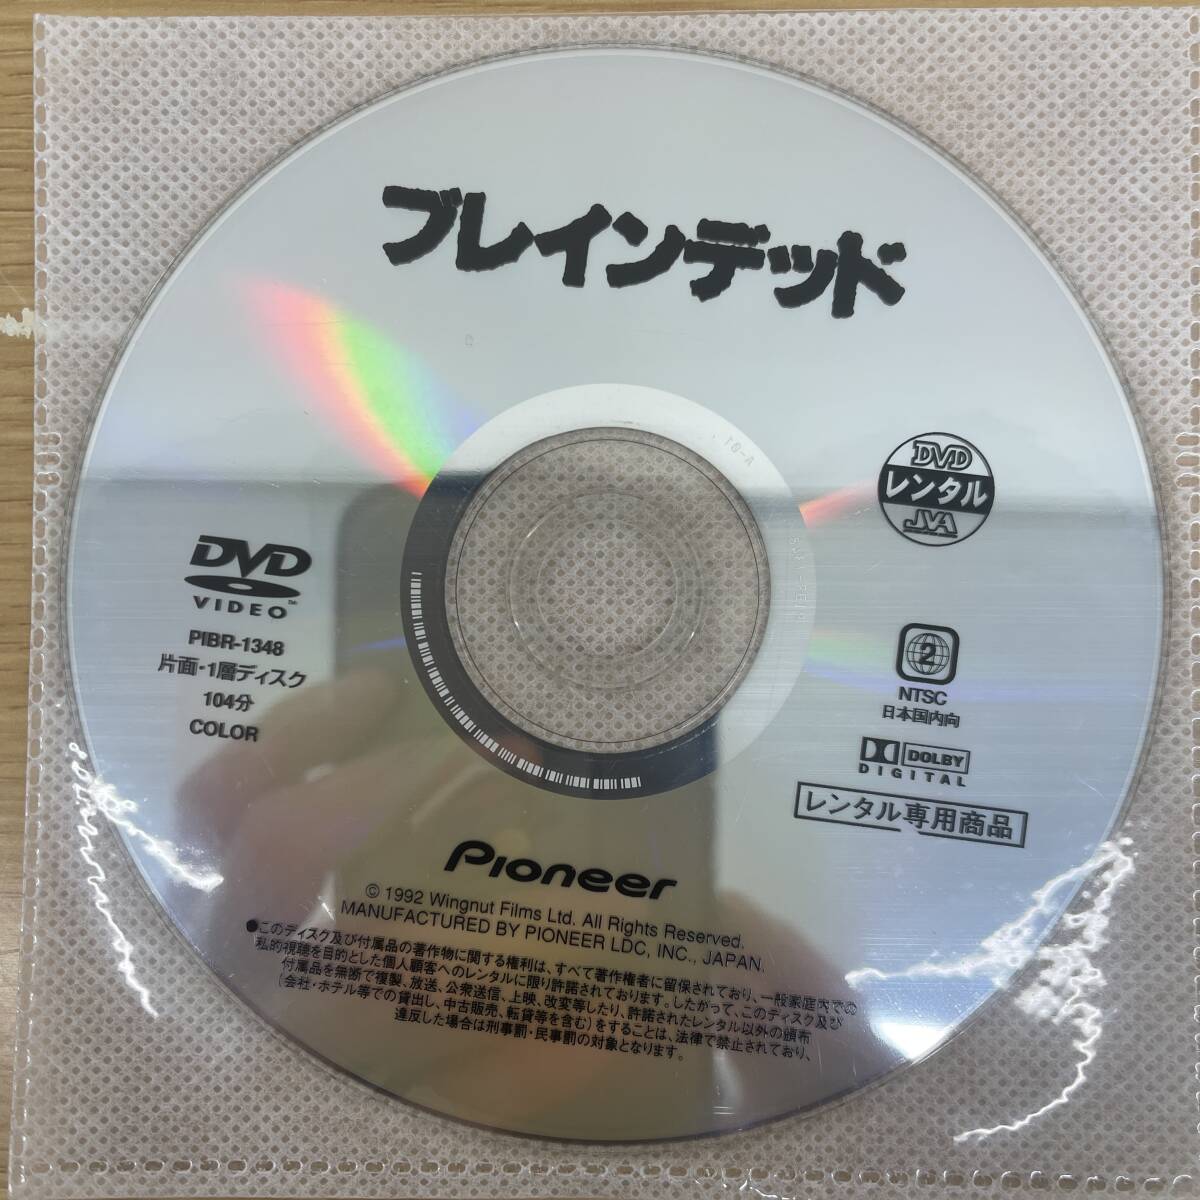 ブレインデッド
DVD
レンタル
JVA
DVD
VIDEO
PIBR-1348
片面・1層ディスク
104分
COLOR
2
NTSC
日本国内向
DOLBY
DIGITAL
レンタル専用商品
Pioneer
© 1992 Wingnut Films Ltd. All Rights Reserved.
MANUFACTURED BY PIONEER LDC, INC., JAPAN.
●このディスク及び付属品の著作物に関する権利は、すべて著作権者に留保されており、一般家庭内での
私的視聴を目的とした個人顧客へのレンタルに限り許諾されております。したがって、このディスク及び
付属品を無断で複製、放送、公衆送信、上映、改変等したり、許諾されたレンタル以外の頒布
(会社・ホテル等での貸出し、中古販売、転貸等を含む)をすることは、法律で禁止されており、
違反した場合は刑事罰・民事罰の対象となります。